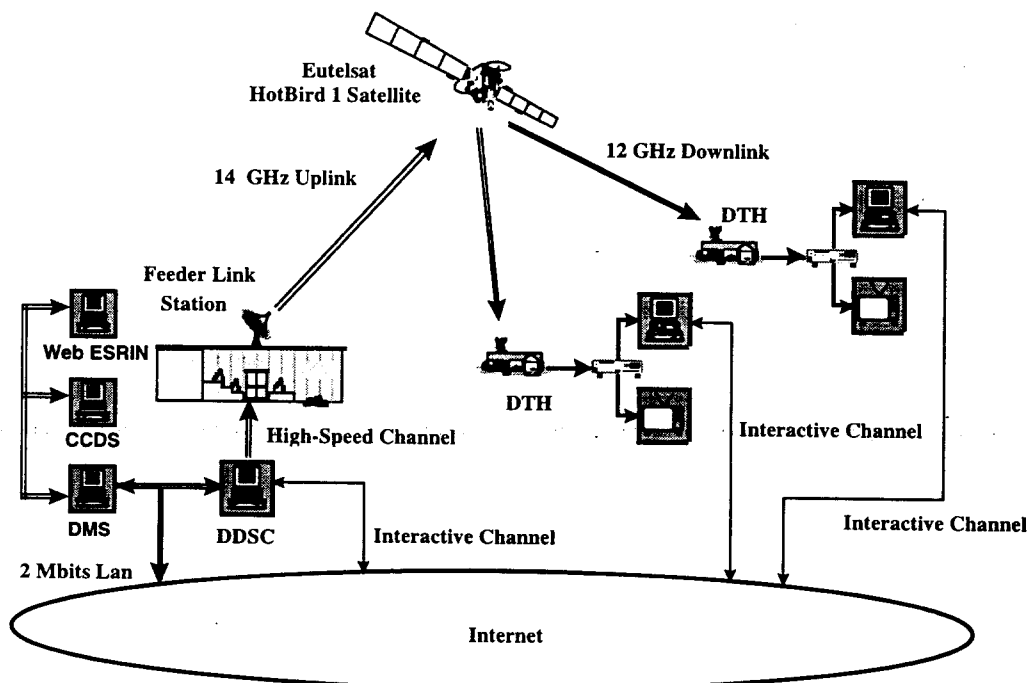 Eutelsat
HotBird 1 Satellite
14 GHz Uplink
12 GHz Downlink
DTH
Feeder Link
Station
Web ESRIN
DTH
CCDS
High-Speed Channel
Interactive Channel
DMS
DDSC
Interactive Channel
Interactive Channel
2 Mbits Lan
Internet